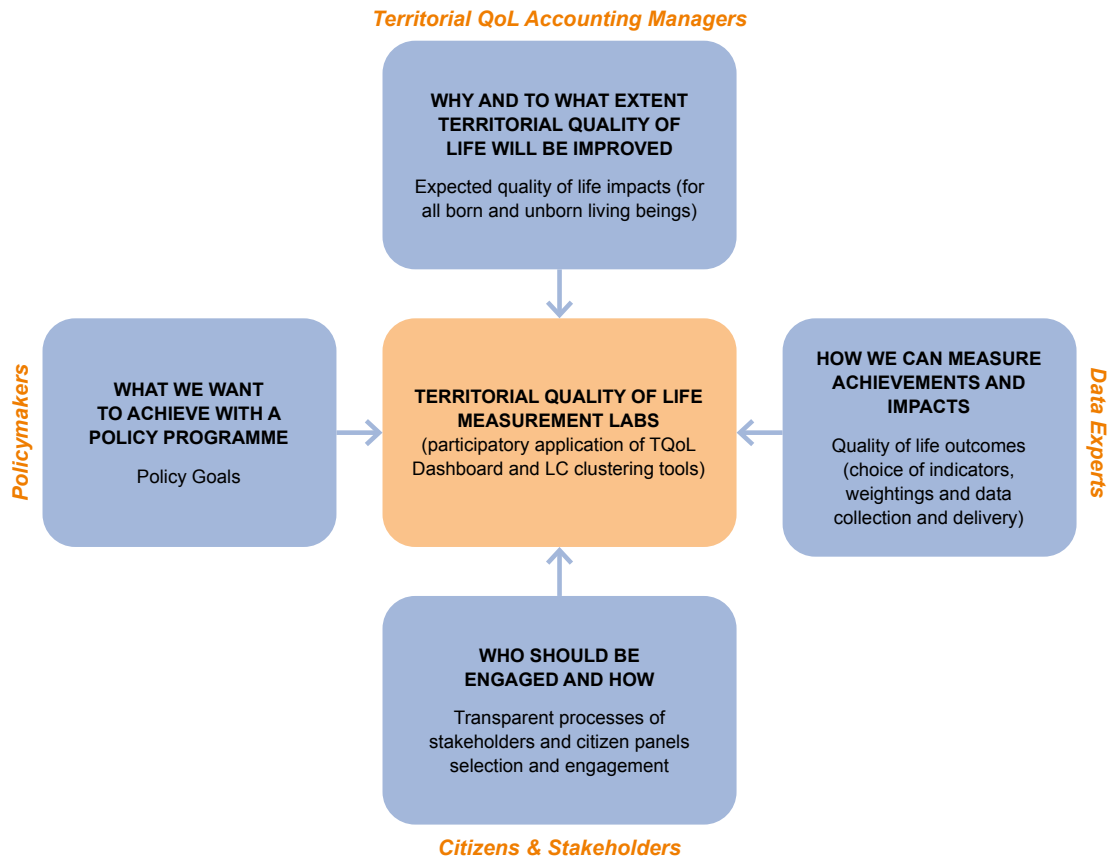 Territorial QoL Accounting Managers
WHY AND TO WHAT EXTENT
TERRITORIAL QUALITY OF
LIFE WILL BE IMPROVED
Expected quality of life impacts (for
all born and unborn living beings)
Policymakers
WHAT WE WANT
TO ACHIEVE WITH A
POLICY PROGRAMME
Policy Goals
TERRITORIAL QUALITY OF LIFE
MEASUREMENT LABS
(participatory application of TQoL
Dashboard and LC clustering tools)
HOW WE CAN MEASURE
ACHIEVEMENTS AND
IMPACTS
Quality of life outcomes
(choice of indicators,
weightings and data
collection and delivery)
Data Experts
WHO SHOULD BE
ENGAGED AND HOW
Transparent processes of
stakeholders and citizen panels
selection and engagement
Citizens & Stakeholders